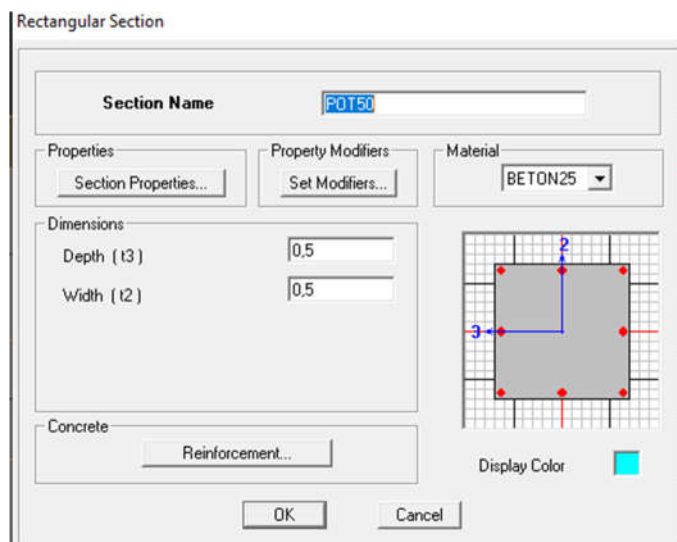 Rectangular Section
Section Name POT50
Properties Property Modifiers Material
Section Properties... Set Modifiers... BETON25
Dimensions
Depth ( t3 ) 0,5
Width ( t2 ) 0,5
2
3
Concrete
Reinforcement...
Display Color
OK Cancel